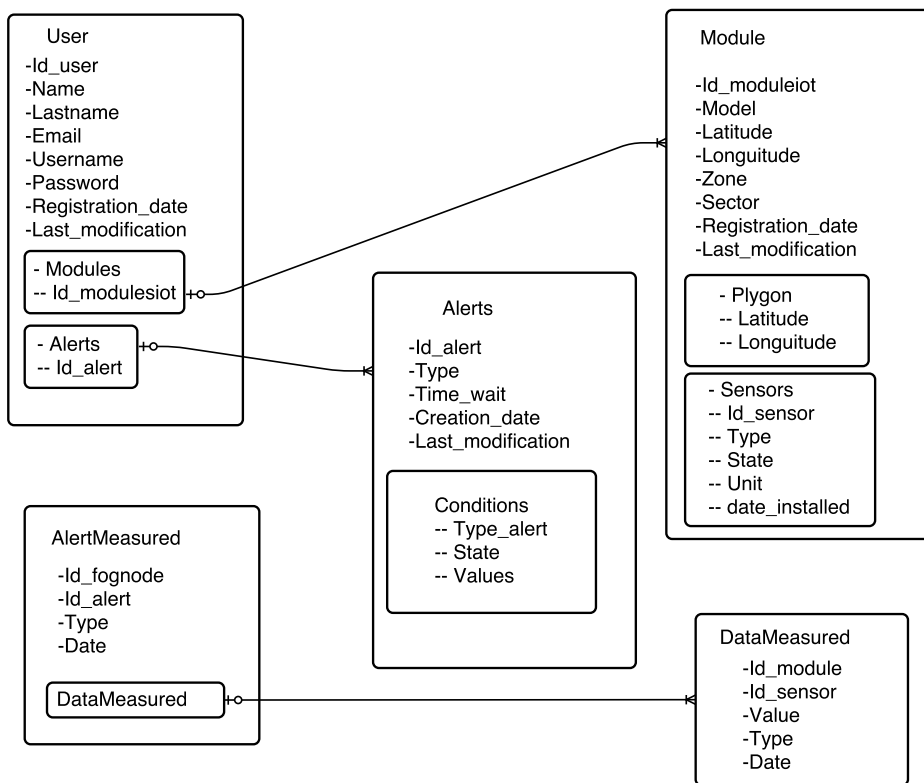 User
-Id_user
-Name
-Lastname
-Email
-Username
-Password
-Registration_date
-Last_modification
- Modules
-- Id_modulesiot
- Alerts
-- Id_alert
Module
-Id_moduleiot
-Model
-Latitude
-Longuitude
-Zone
-Sector
-Registration_date
-Last_modification
- Plygon
-- Latitude
-- Longuitude
- Sensors
-- Id_sensor
-- Type
-- State
-- Unit
-- date_installed
Alerts
-Id_alert
-Type
-Time_wait
-Creation_date
-Last_modification
Conditions
-- Type_alert
-- State
-- Values
AlertMeasured
-Id_fognode
-Id_alert
-Type
-Date
DataMeasured
DataMeasured
-Id_module
-Id_sensor
-Value
-Type
-Date